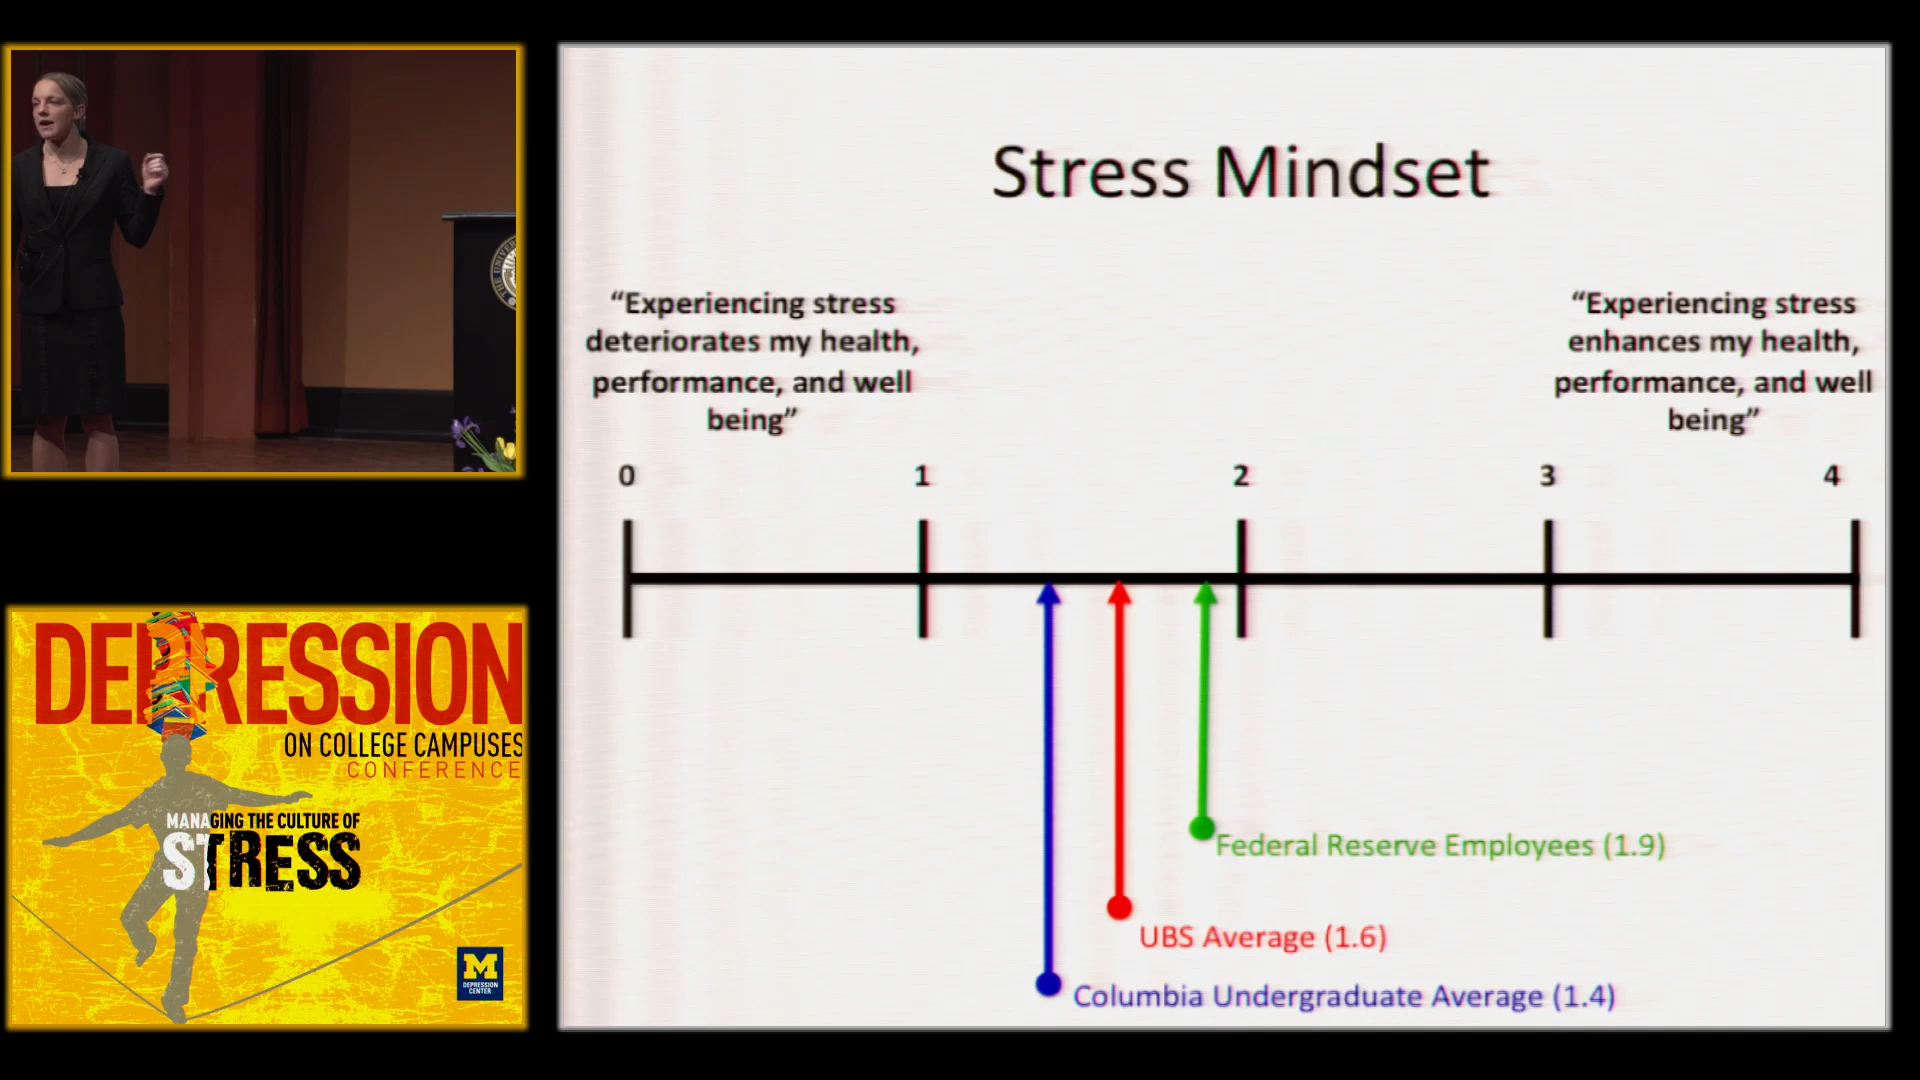 Stress Mindset
“Experiencing stress
deteriorates my health,
performance, and well
being”
“Experiencing stress
enhances my health,
performance, and well
being”
0 1 2 3 4
Federal Reserve Employees (1.9)
UBS Average (1.6)
Columbia Undergraduate Average (1.4)
DEPRESSION
ON COLLEGE CAMPUSES
CONFERENCE
MANAGING THE CULTURE OF
STRESS
M
DEPRESSION
CENTER